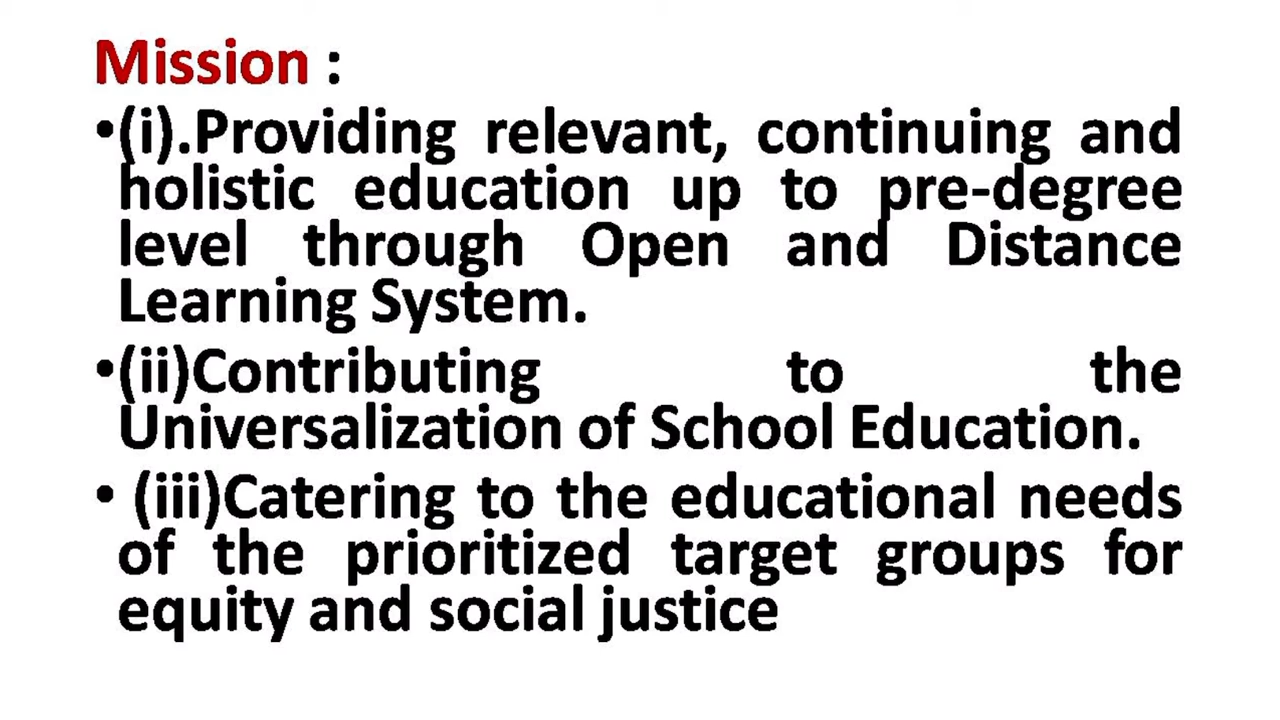 Mission :
•(i).Providing relevant, continuing and
holistic education up to pre-degree
level through Open and Distance
Learning System.
•(ii)Contributing to the
Universalization of School Education.
• (iii)Catering to the educational needs
of the prioritized target groups for
equity and social justice